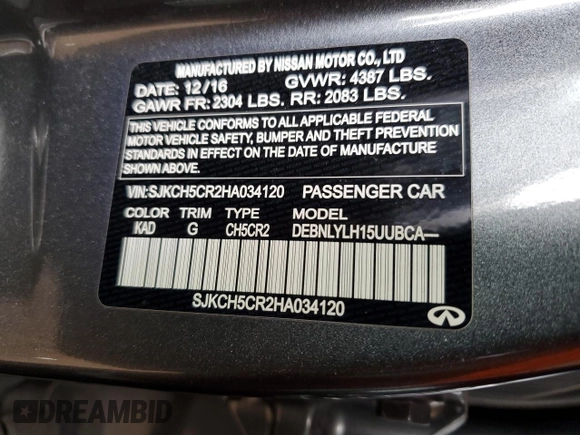 MANUFACTURED BY NISSAN MOTOR CO., LTD
DATE: 12/16 GVWR: 4387 LBS.
GAWR FR: 2304 LBS. RR: 2083 LBS.
THIS VEHICLE CONFORMS TO ALL APPLICABLE FEDERAL
MOTOR VEHICLE SAFETY, BUMPER AND THEFT PREVENTION
STANDARDS IN EFFECT ON THE DATE OF MANUFACTURE
SHOWN ABOVE.
VIN:SJKCH5CR2HA034120 PASSENGER CAR
COLOR TRIM TYPE MODEL
KAD G CH5CR2 DEBNLYLH15UUBCA—
SJKCH5CR2HA034120
DREAMBID